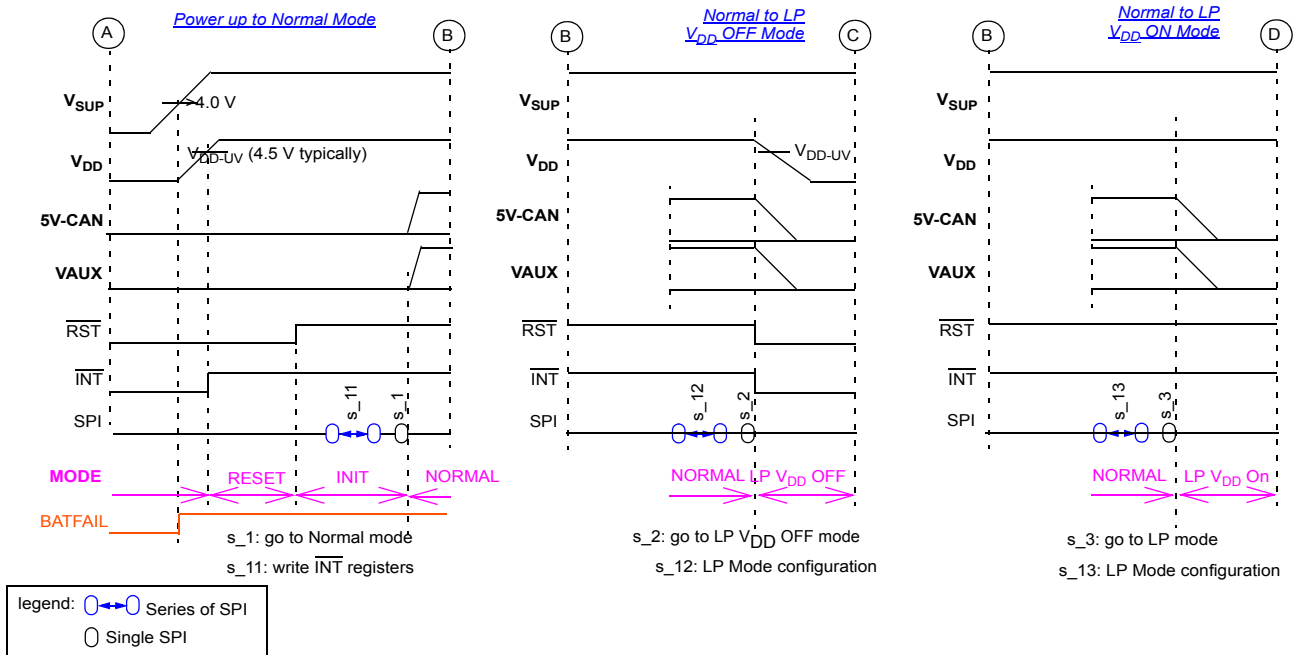 Power up to Normal Mode
A
B
VSUP
4.0 V
VDD
VDD-UV (4.5 V typically)
5V-CAN
VAUX
RST
INT
SPI
s_11
s_1
MODE
RESET
INIT
NORMAL
BATFAIL
s_1: go to Normal mode
s_11: write INT registers
legend:
Series of SPI
Single SPI
Normal to LP
VDD OFF Mode
B
C
VSUP
VDD
VDD-UV
5V-CAN
VAUX
RST
INT
SPI
s_12
s_2
NORMAL
LP VDD OFF
s_2: go to LP VDD OFF mode
s_12: LP Mode configuration
Normal to LP
VDD ON Mode
B
D
VSUP
VDD
5V-CAN
VAUX
RST
INT
SPI
s_13
s_3
NORMAL
LP VDD On
s_3: go to LP mode
s_13: LP Mode configuration